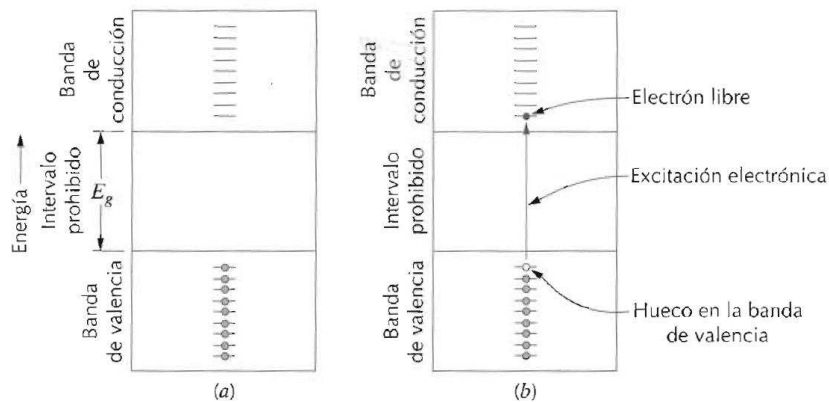 Energía
Banda
de
conducción
Intervalo
prohibido
E_g
Banda
de valencia
(a)
Banda
de
conducción
Intervalo
prohibido
Banda
de valencia
(b)
Electrón libre
Excitación electrónica
Hueco en la banda
de valencia